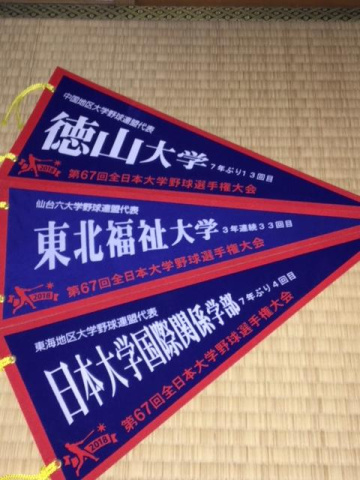 中国地区大学野球連盟代表
徳山大学 7年ぶり13回目
2018 第67回全日本大学野球選手権大会
仙台六大学野球連盟代表
東北福祉大学 3年連続33回目
2018 第67回全日本大学野球選手権大会
東海地区大学野球連盟代表
日本大学国際関係学部 7年ぶり4回目
2018 第67回全日本大学野球選手権大会